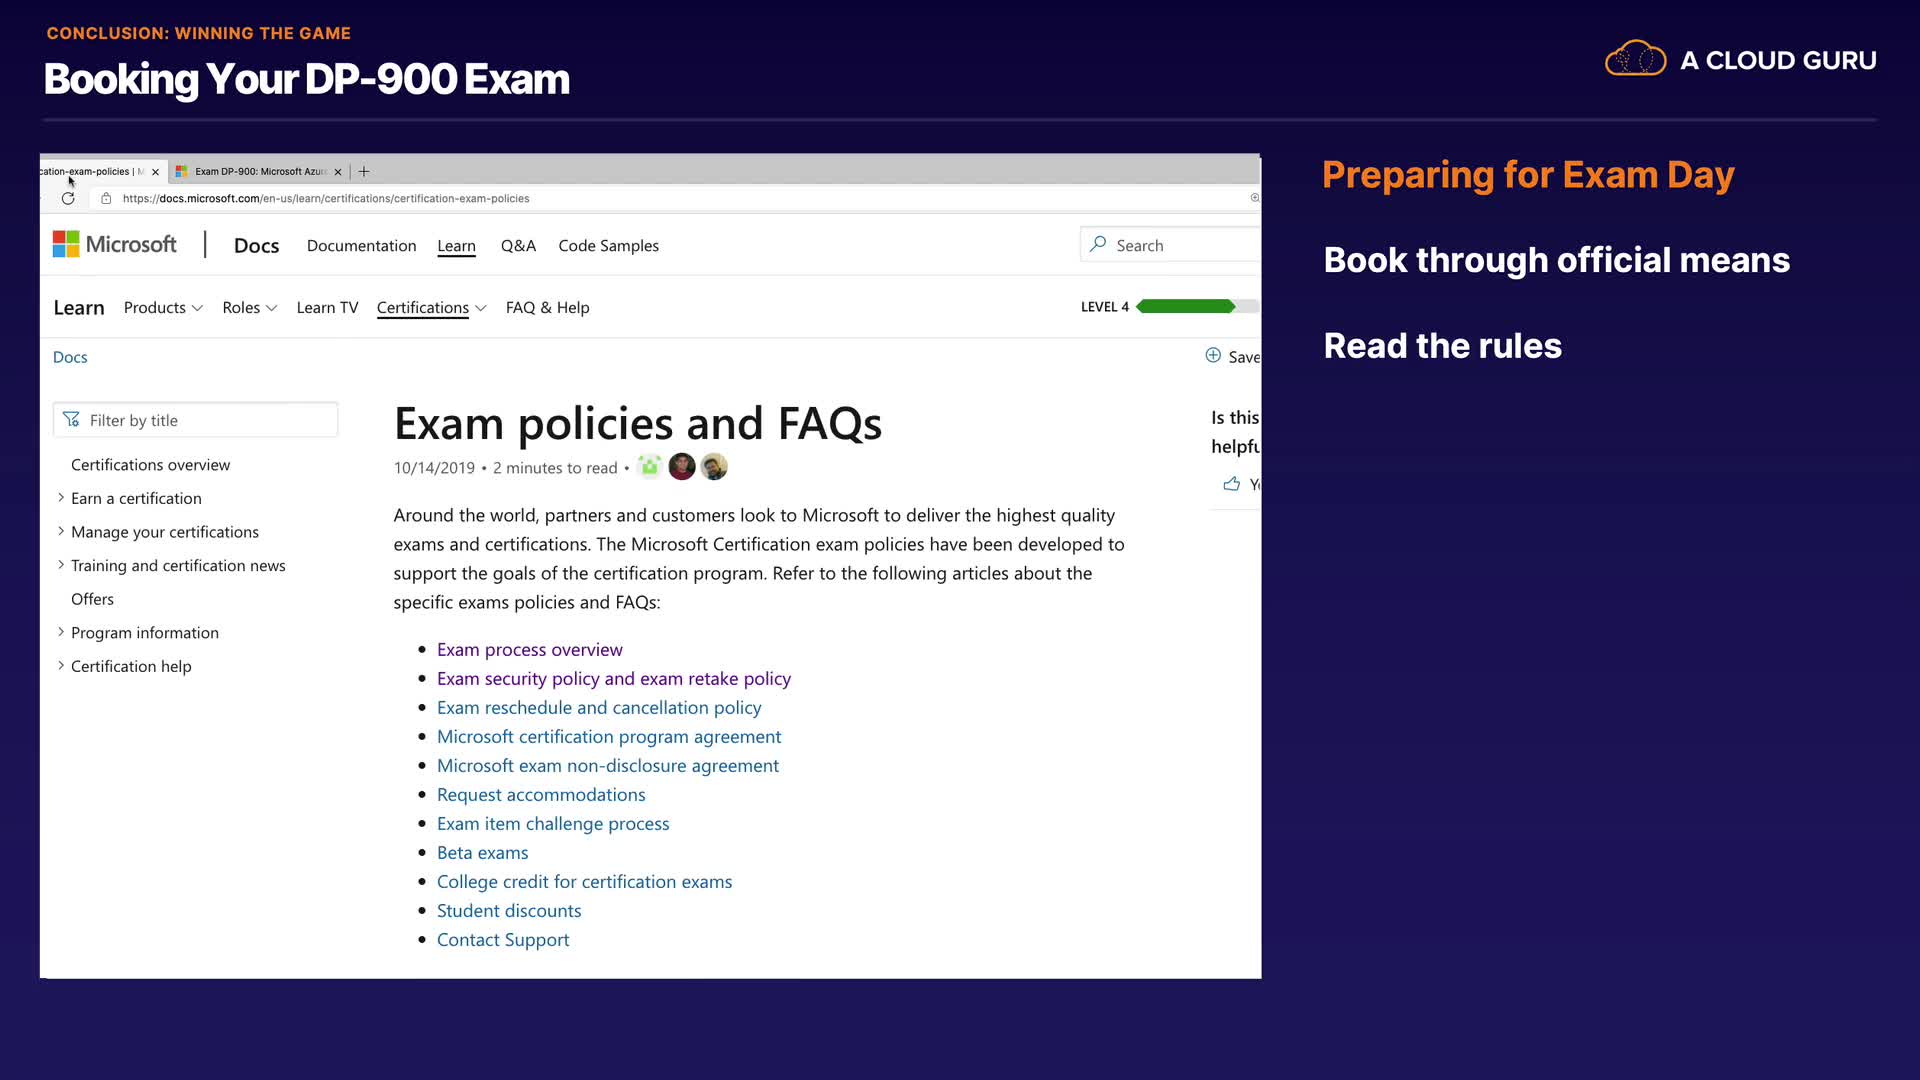 CONCLUSION: WINNING THE GAME
Booking Your DP-900 Exam
A CLOUD GURU
cation-exam-policies | M
Exam DP-900: Microsoft Azur
https://docs.microsoft.com/en-us/learn/certifications/certification-exam-policies
Microsoft | Docs Documentation Learn Q&A Code Samples Search
Learn Products Roles Learn TV Certifications FAQ & Help LEVEL 4
Docs
Save
Filter by title
Certifications overview
Earn a certification
Manage your certifications
Training and certification news
Offers
Program information
Certification help
Exam policies and FAQs
10/14/2019 • 2 minutes to read •
Around the world, partners and customers look to Microsoft to deliver the highest quality
exams and certifications. The Microsoft Certification exam policies have been developed to
support the goals of the certification program. Refer to the following articles about the
specific exams policies and FAQs:
• Exam process overview
• Exam security policy and exam retake policy
• Exam reschedule and cancellation policy
• Microsoft certification program agreement
• Microsoft exam non-disclosure agreement
• Request accommodations
• Exam item challenge process
• Beta exams
• College credit for certification exams
• Student discounts
• Contact Support
Is this
helpfu
Preparing for Exam Day
Book through official means
Read the rules